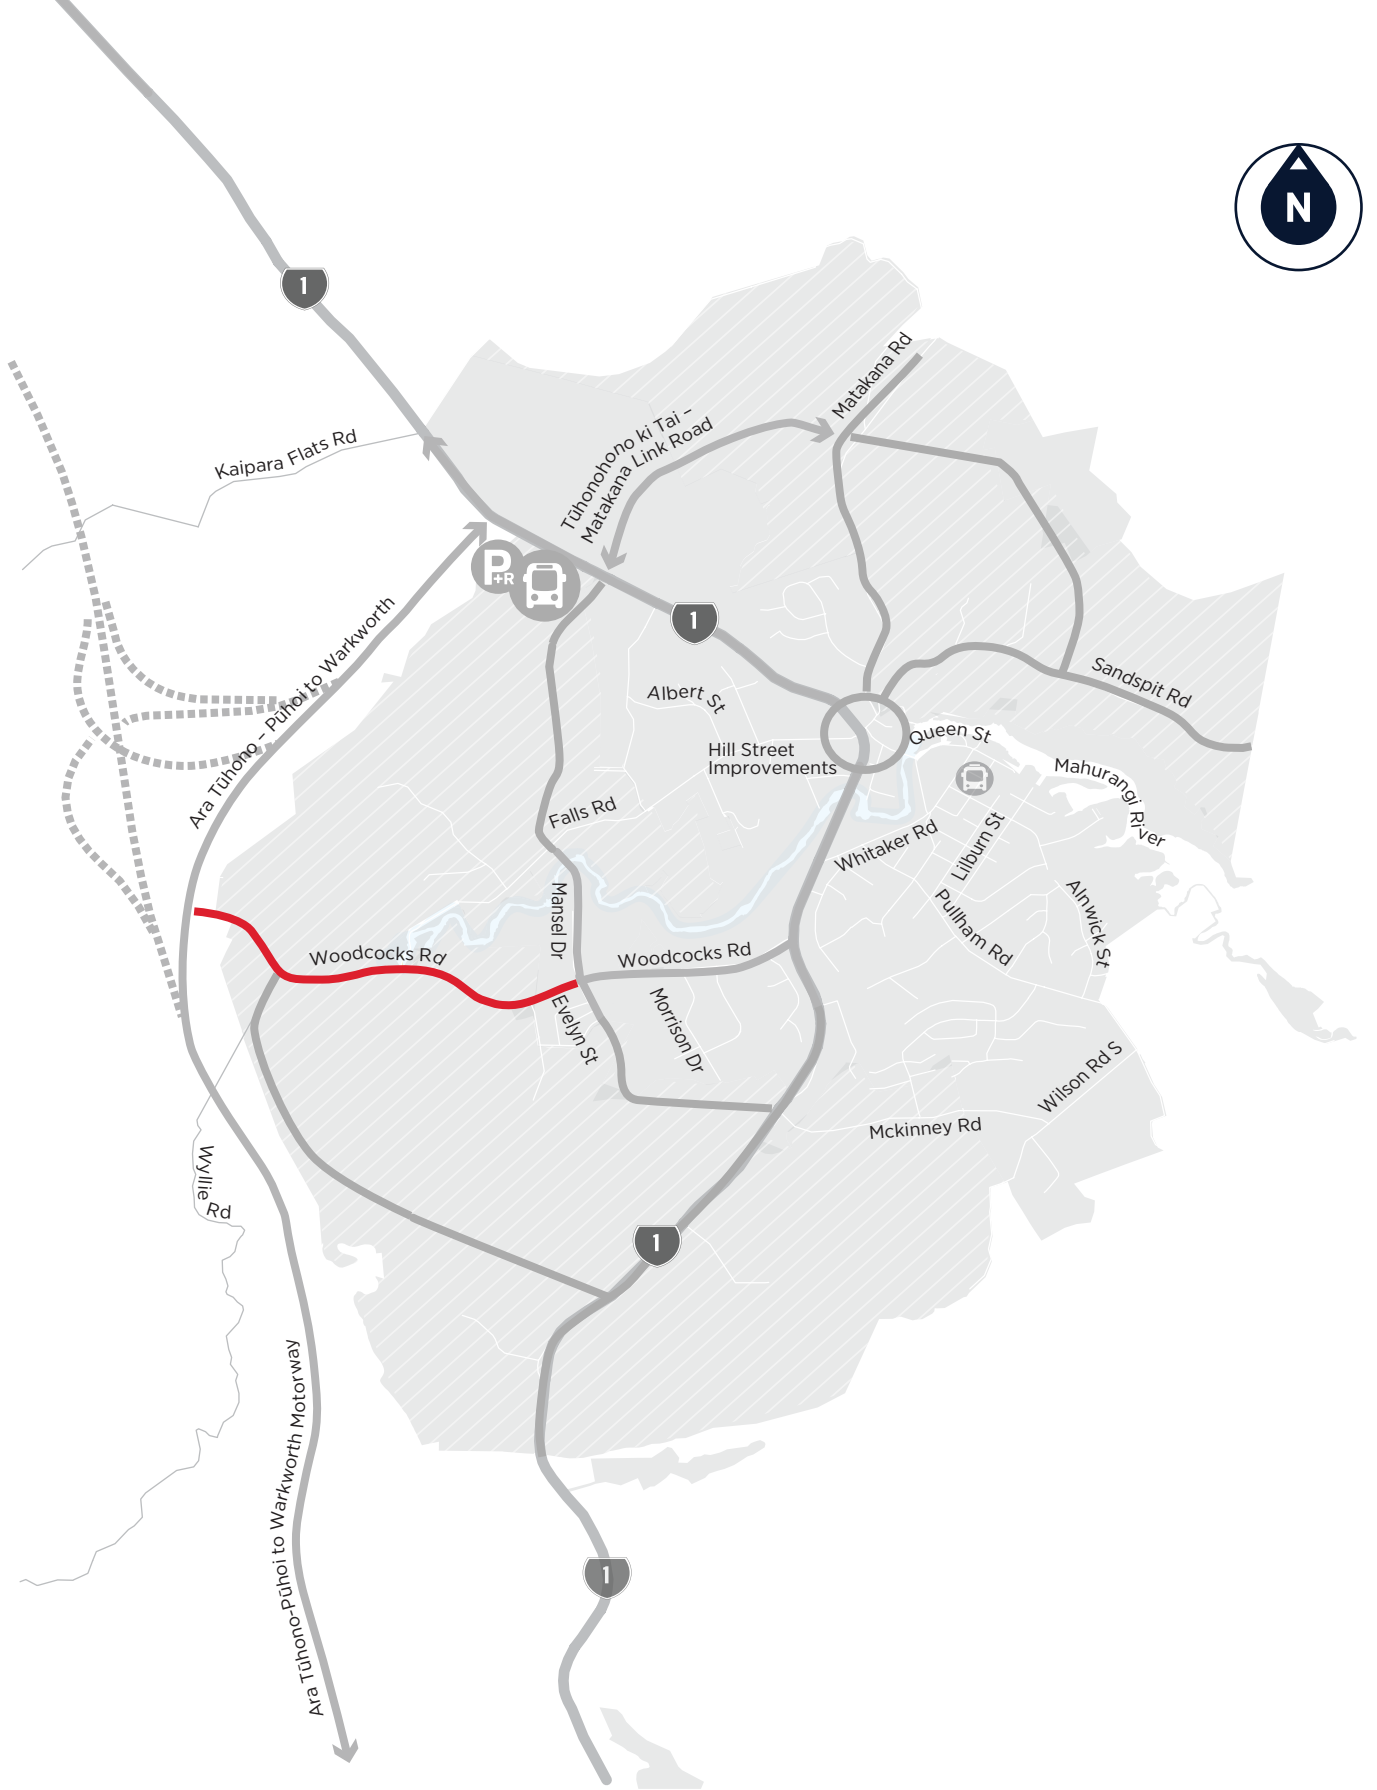 N
1
Matakana Rd
Tūhonohono ki Tai –
Matakana Link Road
Kaipara Flats Rd
P
+R
1
Ara Tūhono – Pūhoi to Warkworth
Albert St
Sandspit Rd
Queen St
Hill Street
Improvements
Mahurangi River
Falls Rd
Whitaker Rd
Lilburn St
Mansel Dr
Pullham Rd
Alnwick St
Woodcocks Rd
Woodcocks Rd
Evelyn St
Morrison Dr
Wilson Rd S
Mckinney Rd
Wyllie Rd
1
Ara Tūhono-Pūhoi to Warkworth Motorway
1